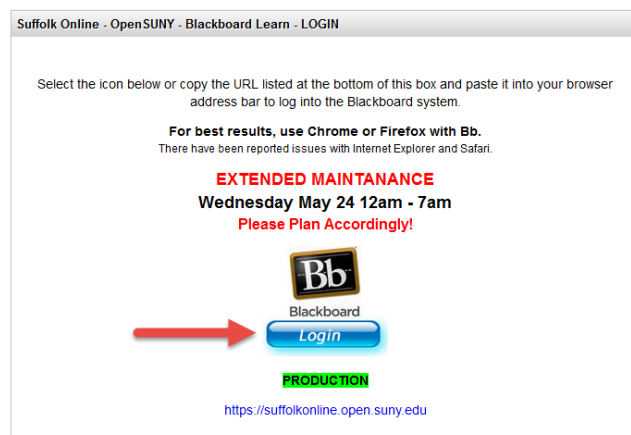 Suffolk Online - OpenSUNY - Blackboard Learn - LOGIN
Select the icon below or copy the URL listed at the bottom of this box and paste it into your browser
address bar to log into the Blackboard system.
For best results, use Chrome or Firefox with Bb.
There have been reported issues with Internet Explorer and Safari.
EXTENDED MAINTANANCE
Wednesday May 24 12am - 7am
Please Plan Accordingly!
Bb
Blackboard
Login
PRODUCTION
https://suffolkonline.open.suny.edu